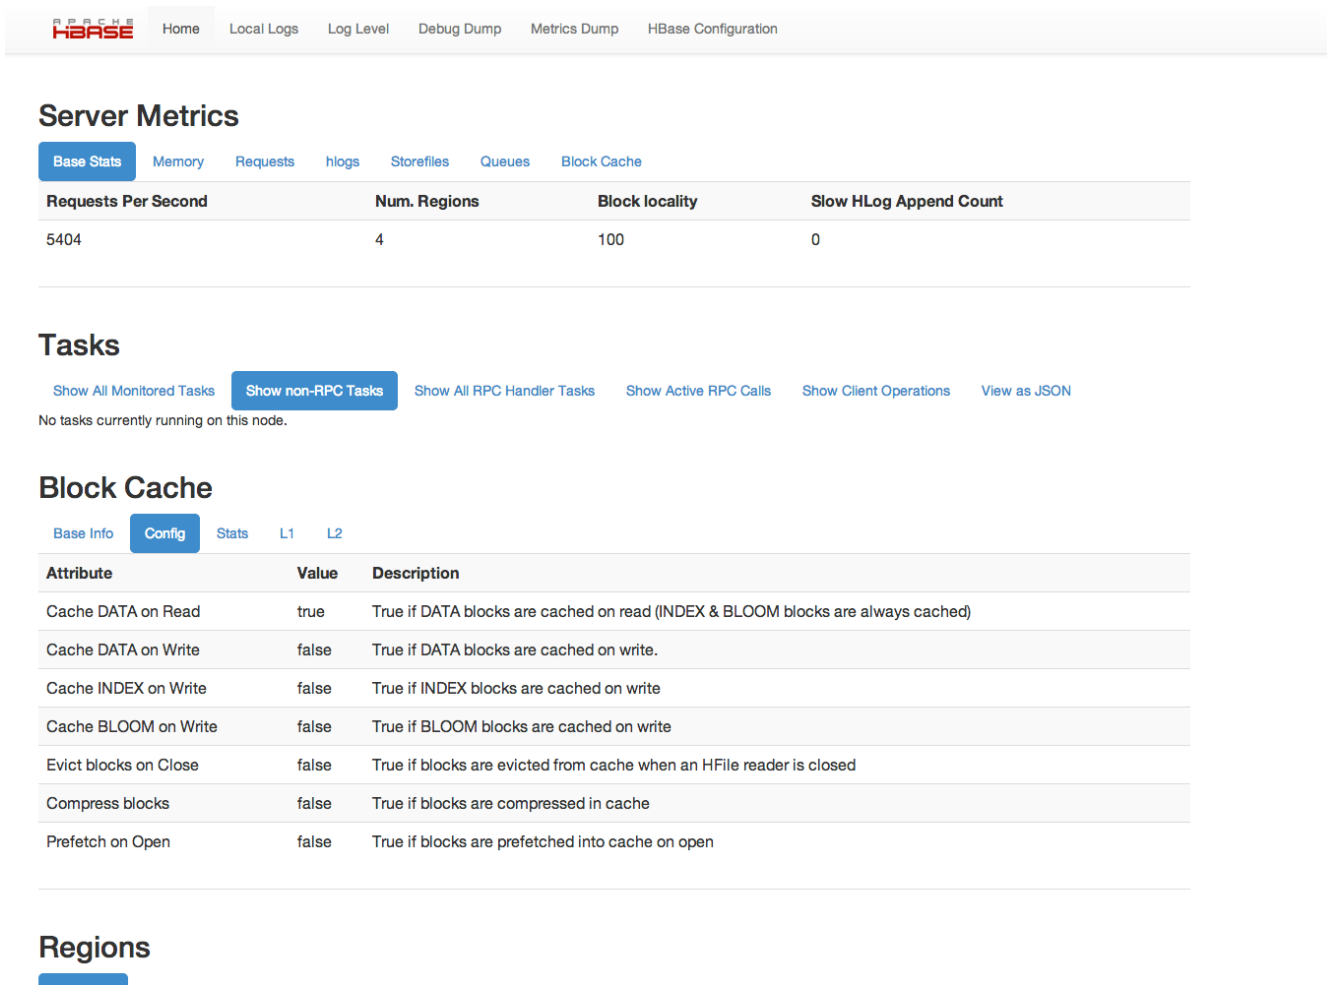 APACHE
HBASE Home Local Logs Log Level Debug Dump Metrics Dump HBase Configuration
Server Metrics
Base Stats Memory Requests hlogs Storefiles Queues Block Cache
Requests Per Second Num. Regions Block locality Slow HLog Append Count
5404 4 100 0
Tasks
Show All Monitored Tasks Show non-RPC Tasks Show All RPC Handler Tasks Show Active RPC Calls Show Client Operations View as JSON
No tasks currently running on this node.
Block Cache
Base Info Config Stats L1 L2
Attribute Value Description
Cache DATA on Read true True if DATA blocks are cached on read (INDEX & BLOOM blocks are always cached)
Cache DATA on Write false True if DATA blocks are cached on write.
Cache INDEX on Write false True if INDEX blocks are cached on write
Cache BLOOM on Write false True if BLOOM blocks are cached on write
Evict blocks on Close false True if blocks are evicted from cache when an HFile reader is closed
Compress blocks false True if blocks are compressed in cache
Prefetch on Open false True if blocks are prefetched into cache on open
Regions